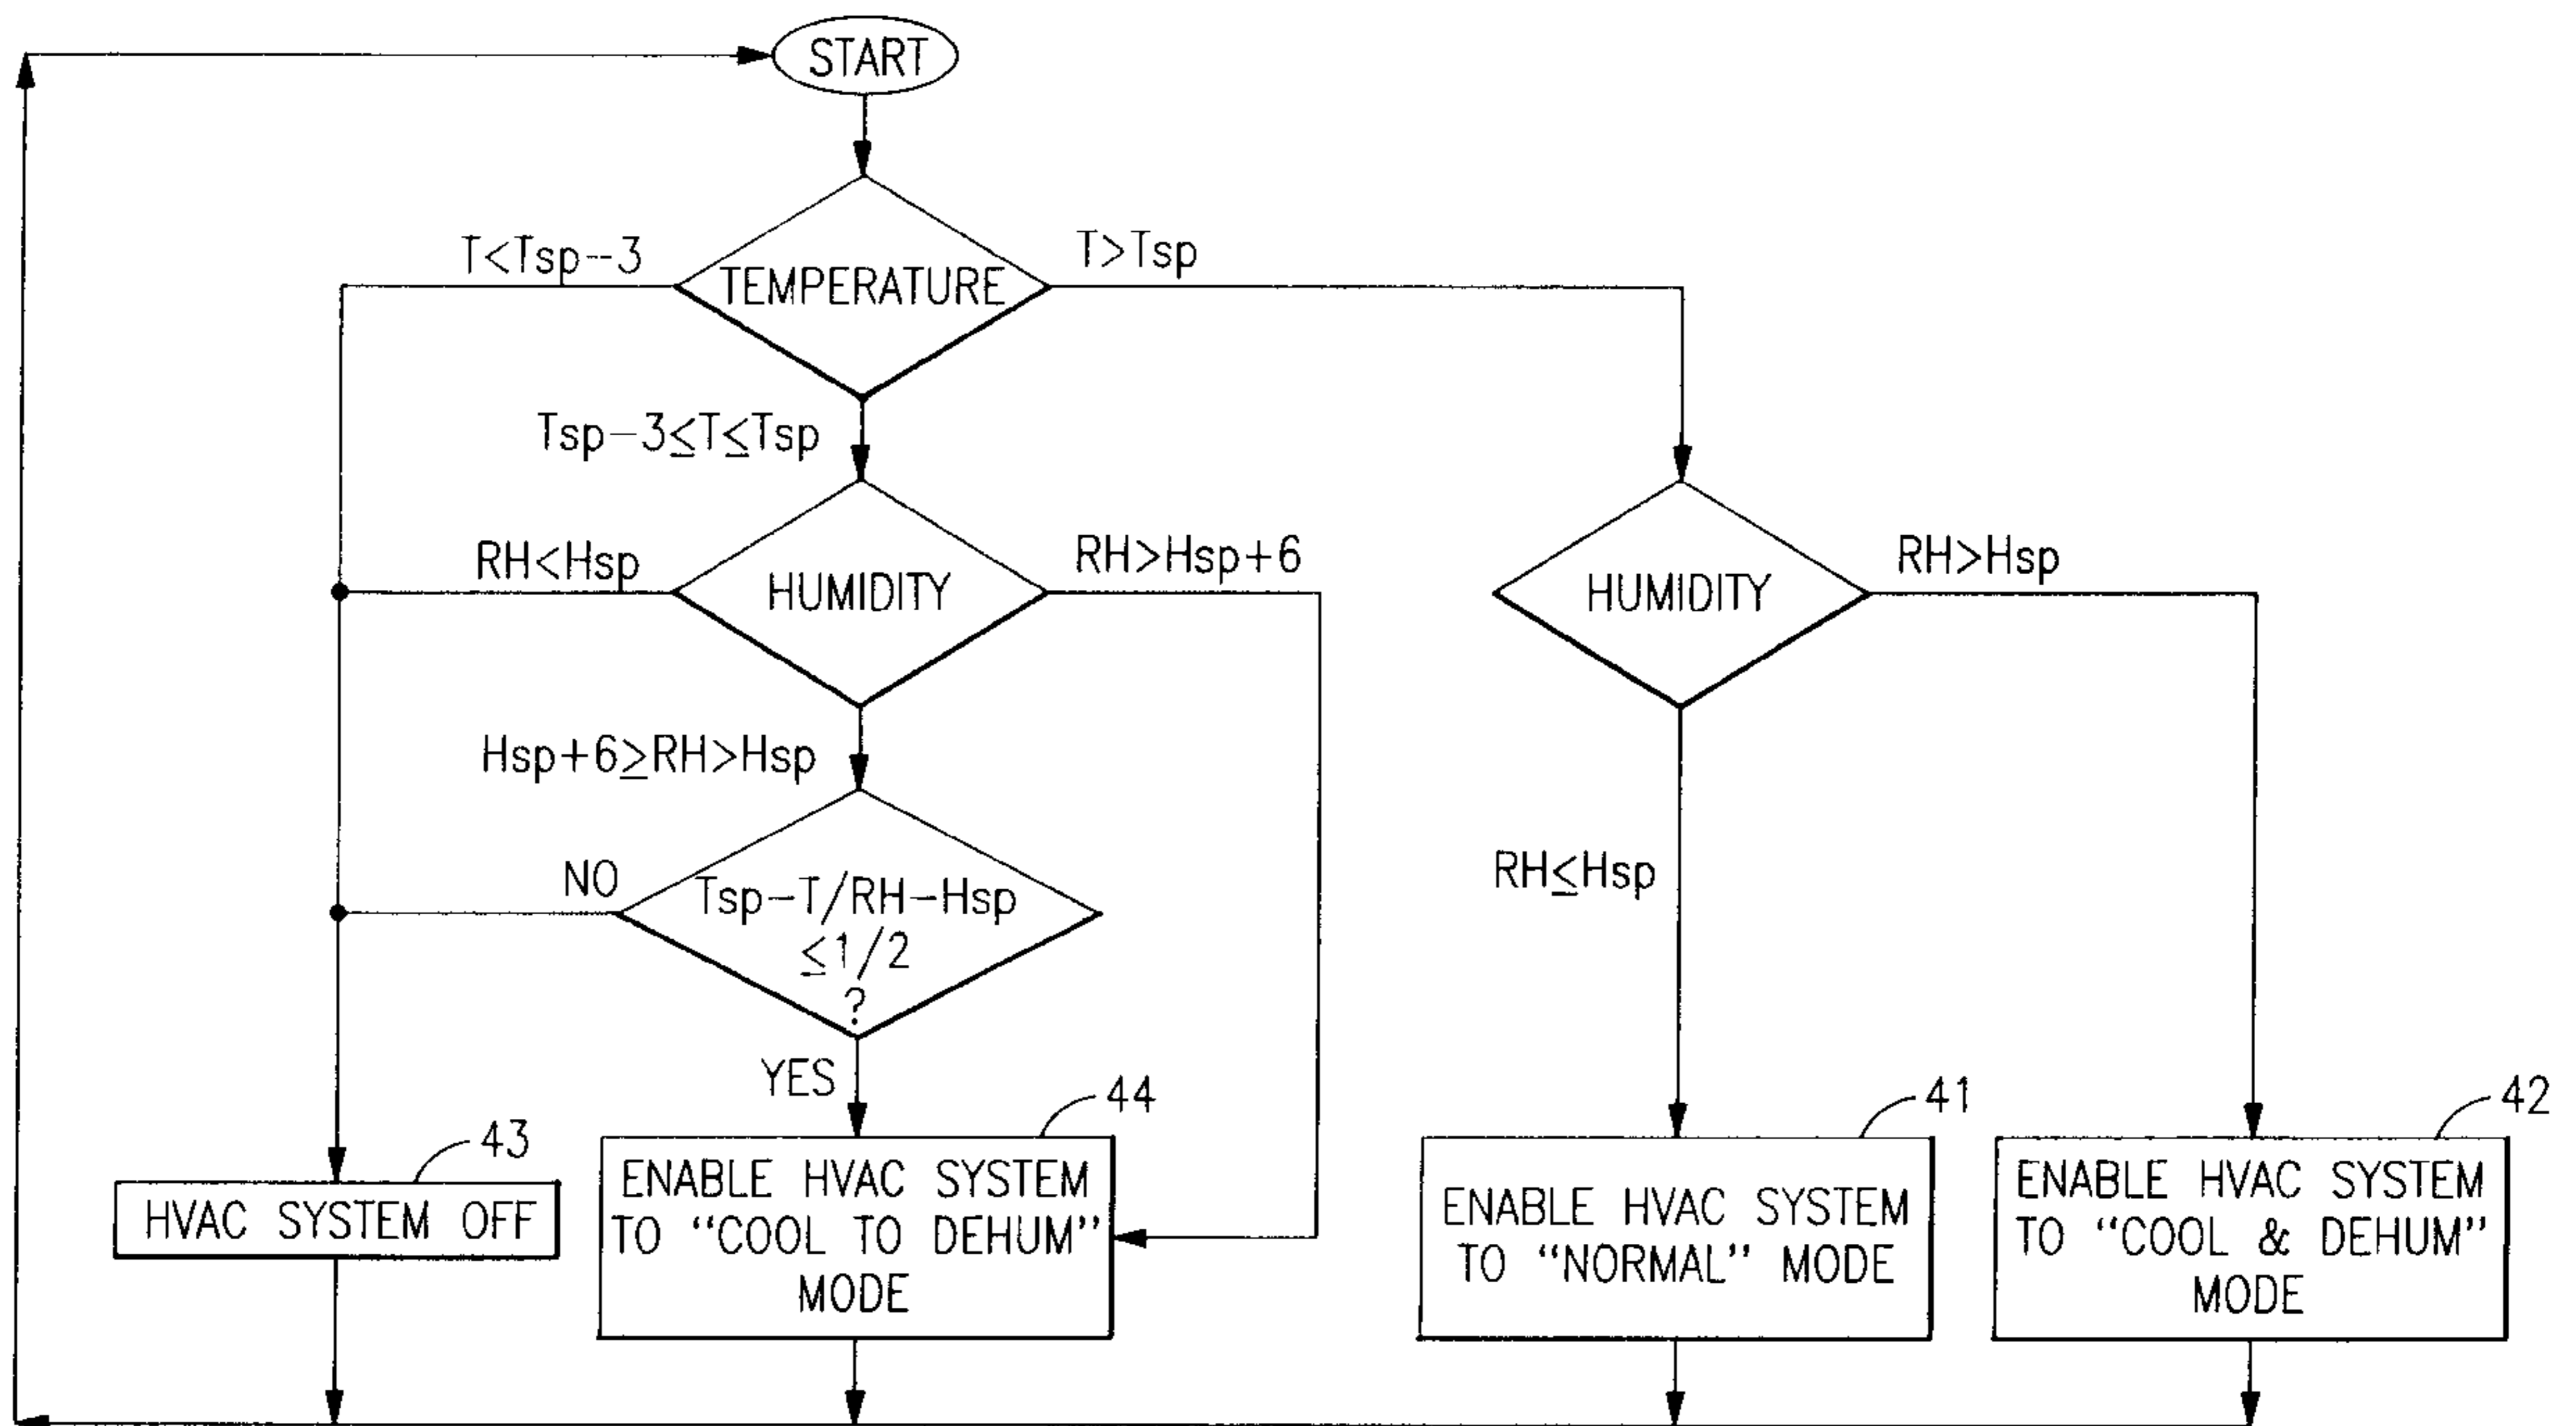 START
T<Tsp-3
T>Tsp
TEMPERATURE
Tsp-3≤T≤Tsp
RH<Hsp
HUMIDITY
RH>Hsp+6
HUMIDITY
RH>Hsp
Hsp+6≥RH>Hsp
NO
Tsp-T/RH-Hsp
≤1/2
?
RH≤Hsp
YES
43
HVAC SYSTEM OFF
44
ENABLE HVAC SYSTEM
TO "COOL TO DEHUM"
MODE
41
ENABLE HVAC SYSTEM
TO "NORMAL" MODE
42
ENABLE HVAC SYSTEM
TO "COOL & DEHUM"
MODE